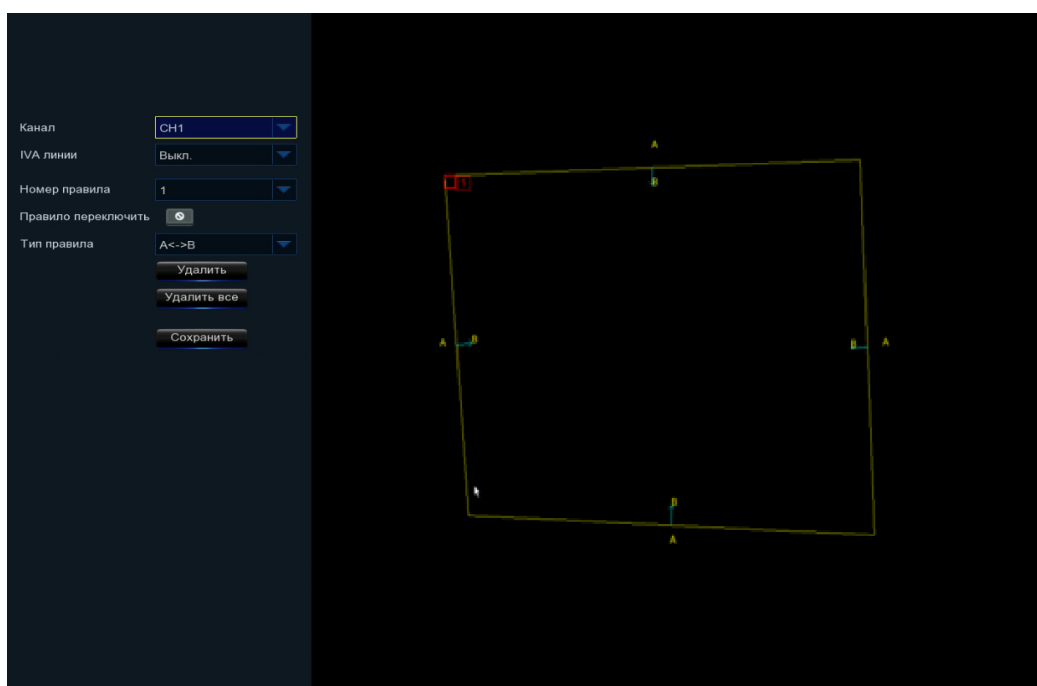 Канал CH1
IVA линии Выкл.
Номер правила 1
Правило переключить
Тип правила A<->B
Удалить
Удалить все
Сохранить
A
B
1
A B
B A
B
A